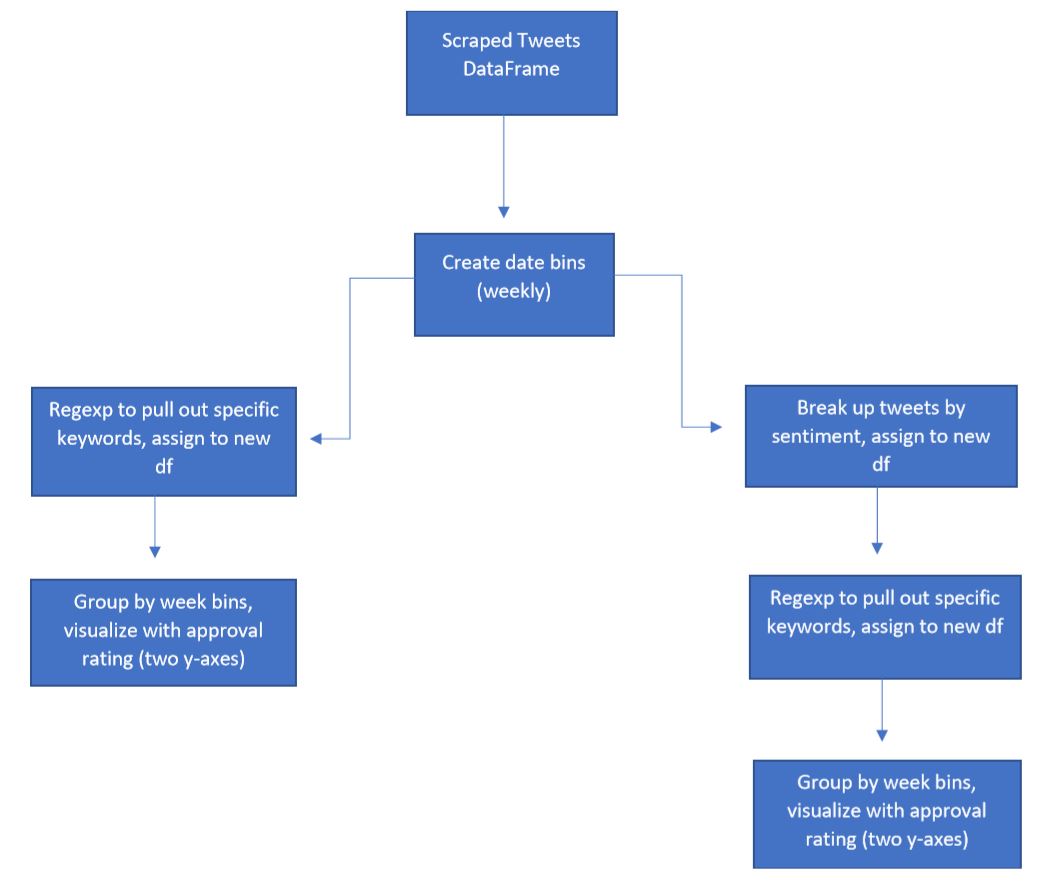 Scraped Tweets
DataFrame
Create date bins
(weekly)
Regexp to pull out specific
keywords, assign to new
df
Group by week bins,
visualize with approval
rating (two y-axes)
Break up tweets by
sentiment, assign to new
df
Regexp to pull out specific
keywords, assign to new df
Group by week bins,
visualize with approval
rating (two y-axes)